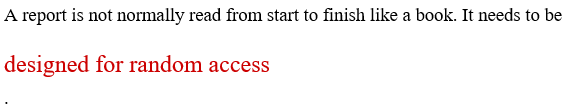 A report is not normally read from start to finish like a book. It needs to be
designed for random access
.